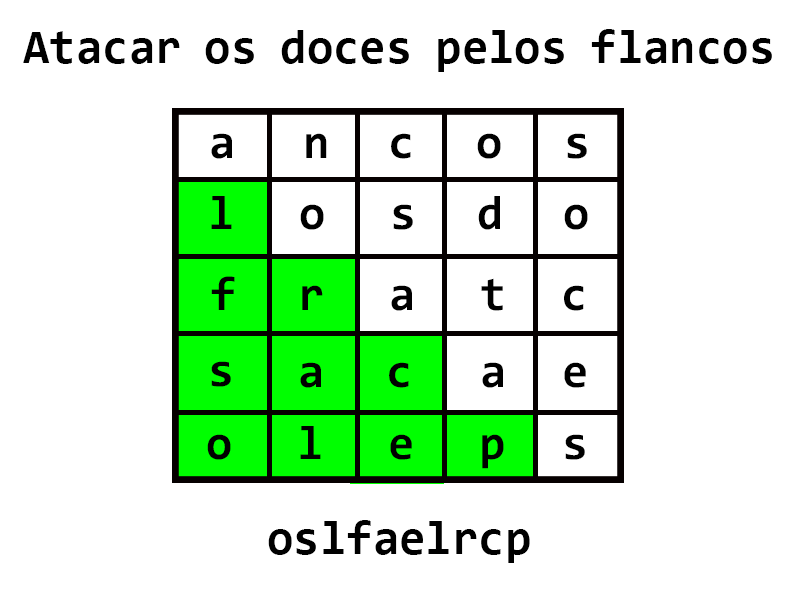 Atacar os doces pelos flancos
a n c o s
l o s d o
f r a t c
s a c a e
o l e p s
oslfaelrcp